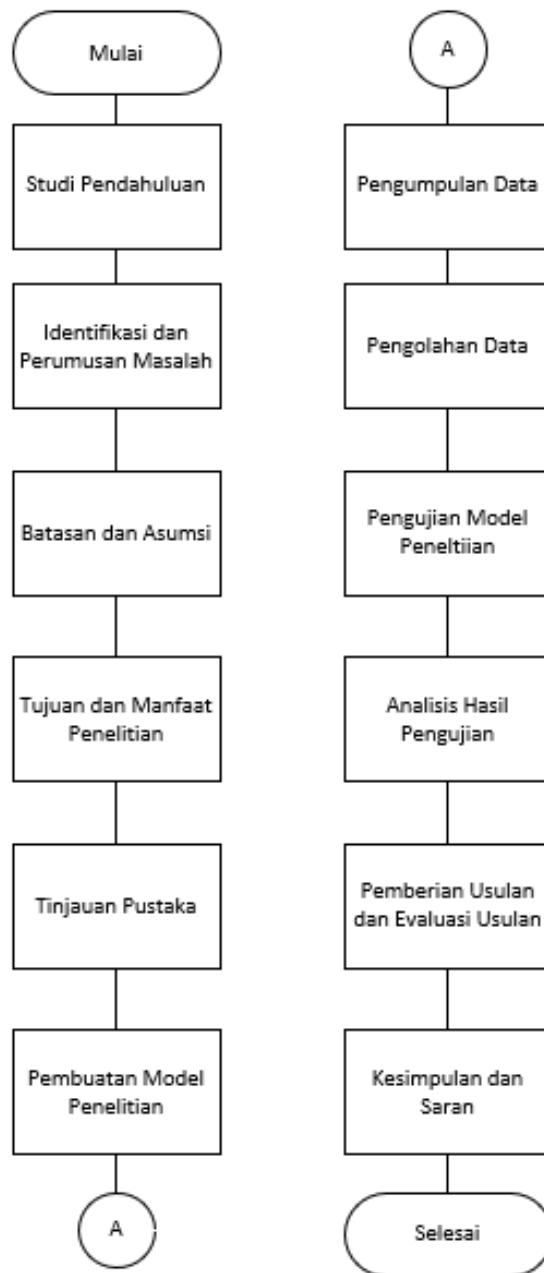 Mulai
Studi Pendahuluan
Identifikasi dan
Perumusan Masalah
Batasan dan Asumsi
Tujuan dan Manfaat
Penelitian
Tinjauan Pustaka
Pembuatan Model
Penelitian
A
A
Pengumpulan Data
Pengolahan Data
Pengujian Model
Peneltiian
Analisis Hasil
Pengujian
Pemberian Usulan
dan Evaluasi Usulan
Kesimpulan dan
Saran
Selesai